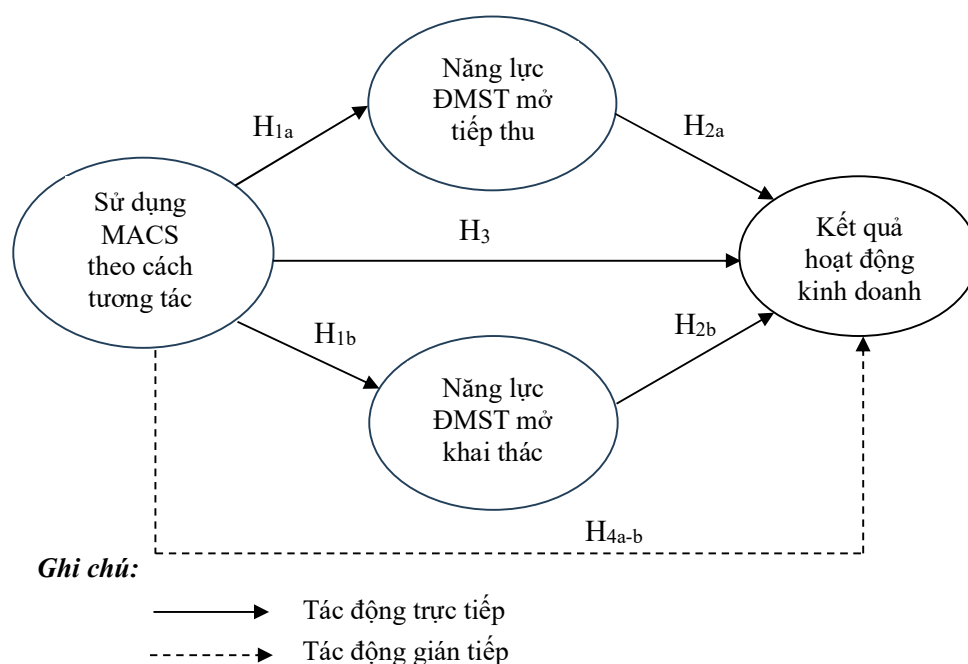 Năng lực
ĐMST mở
tiếp thu
H1a
H2a
Sử dụng
MACS
theo cách
tương tác
H3
Kết quả
hoạt động
kinh doanh
H1b
H2b
Năng lực
ĐMST mở
khai thác
H4a-b
Ghi chú:
Tác động trực tiếp
Tác động gián tiếp